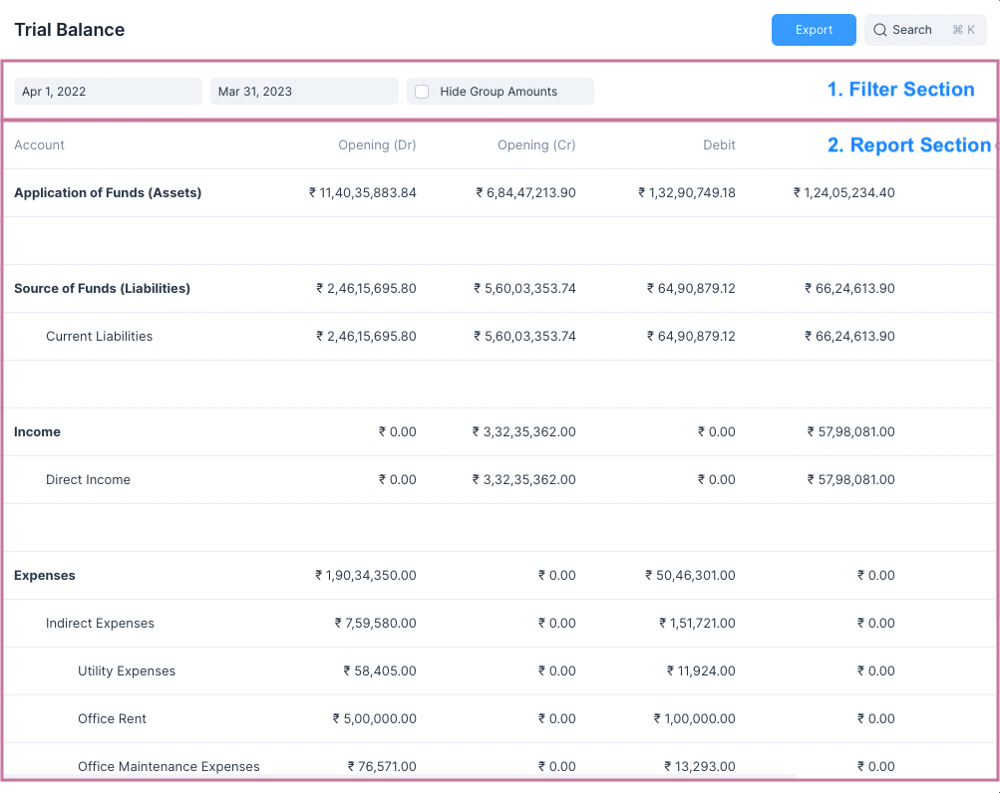 Trial Balance Export Search ⌘ K
Apr 1, 2022 Mar 31, 2023 Hide Group Amounts 1. Filter Section
Account Opening (Dr) Opening (Cr) Debit 2. Report Section
Application of Funds (Assets) ₹ 11,40,35,883.84 ₹ 6,84,47,213.90 ₹ 1,32,90,749.18 ₹ 1,24,05,234.40
Source of Funds (Liabilities) ₹ 2,46,15,695.80 ₹ 5,60,03,353.74 ₹ 64,90,879.12 ₹ 66,24,613.90
Current Liabilities ₹ 2,46,15,695.80 ₹ 5,60,03,353.74 ₹ 64,90,879.12 ₹ 66,24,613.90
Income ₹ 0.00 ₹ 3,32,35,362.00 ₹ 0.00 ₹ 57,98,081.00
Direct Income ₹ 0.00 ₹ 3,32,35,362.00 ₹ 0.00 ₹ 57,98,081.00
Expenses ₹ 1,90,34,350.00 ₹ 0.00 ₹ 50,46,301.00 ₹ 0.00
Indirect Expenses ₹ 7,59,580.00 ₹ 0.00 ₹ 1,51,721.00 ₹ 0.00
Utility Expenses ₹ 58,405.00 ₹ 0.00 ₹ 11,924.00 ₹ 0.00
Office Rent ₹ 5,00,000.00 ₹ 0.00 ₹ 1,00,000.00 ₹ 0.00
Office Maintenance Expenses ₹ 76,571.00 ₹ 0.00 ₹ 13,293.00 ₹ 0.00